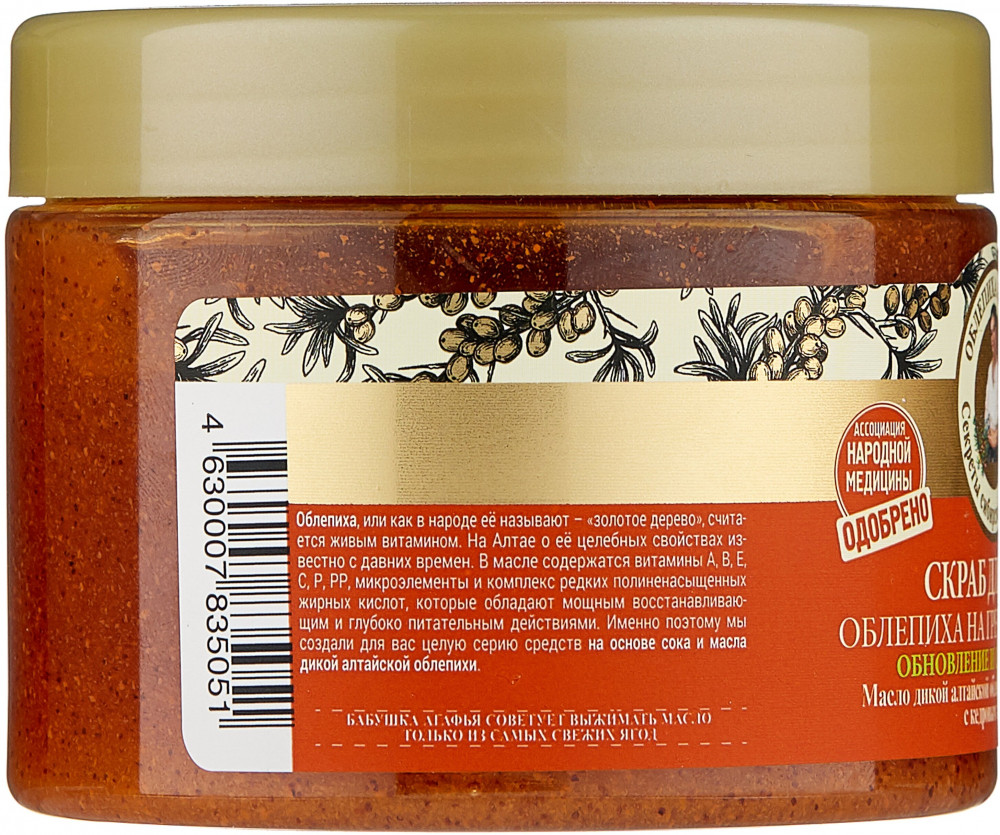 4 630007 835051
Облепиха, или как в народе её называют – «золотое дерево», счита-
ется живым витамином. На Алтае о её целебных свойствах из-
вестно с давних времен. В масле содержатся витамины А, В, Е,
С, Р, РР, микроэлементы и комплекс редких полиненасыщенных
жирных кислот, которые обладают мощным восстанавливаю-
щим и глубоко питательным действиями. Именно поэтому мы
создали для вас целую серию средств на основе сока и масла
дикой алтайской облепихи.
БАБУШКА АГАФЬЯ СОВЕТУЕТ ВЫЖИМАТЬ МАСЛО
ТОЛЬКО ИЗ САМЫХ СВЕЖИХ ЯГОД
АССОЦИАЦИЯ
НАРОДНОЙ
МЕДИЦИНЫ
ОДОБРЕНО
Секреты
СКРАБ
ОБЛЕПИХА НА
ОБНОВЛЕНИЕ
Масло дикой алтайской
с